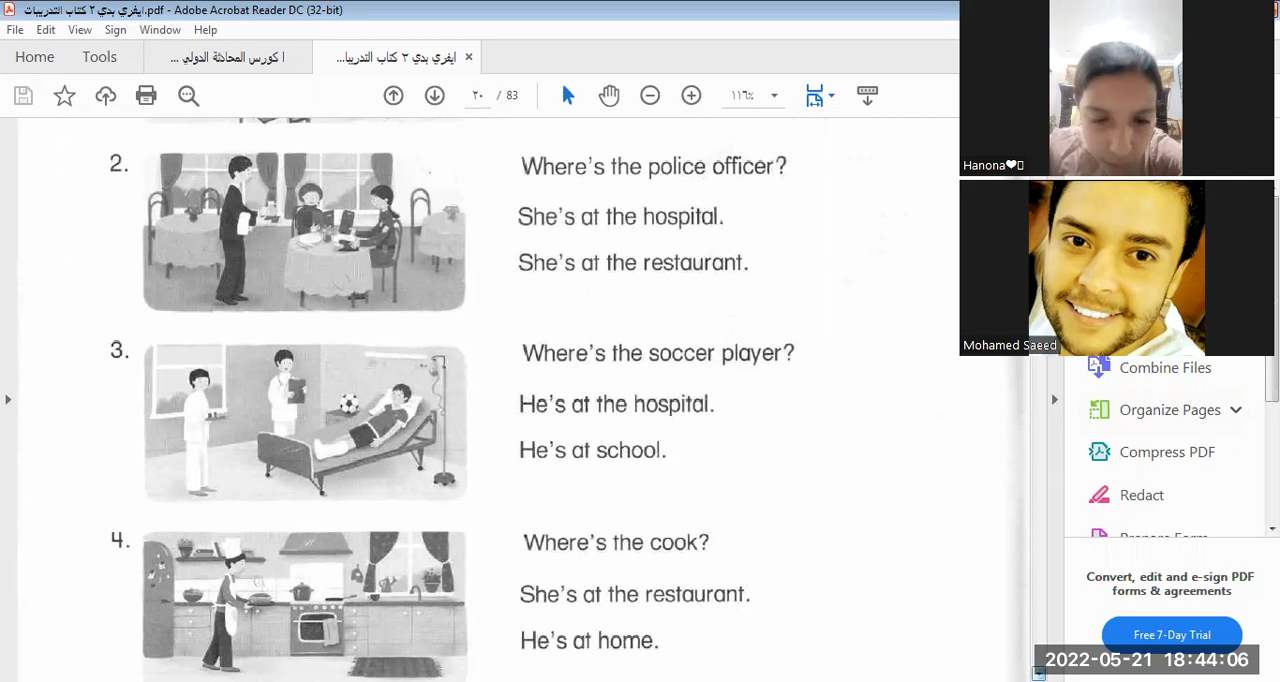 ايفري بدي ٢ كتاب التدريبات.pdf - Adobe Acrobat Reader DC (32-bit)
File Edit View Sign Window Help
Home Tools ا كورس المحادثة الدولي ... ايفري بدي ٢ كتاب التدريبا... ×
٢٠ / 83 ١١٦٪
2. Where's the police officer?
She's at the hospital.
She's at the restaurant.
3. Where's the soccer player?
He's at the hospital.
He's at school.
4. Where's the cook?
She's at the restaurant.
He's at home.
Hanona❤
Mohamed Saeed
Combine Files
Organize Pages
Compress PDF
Redact
Convert, edit and e-sign PDF
forms & agreements
Free 7-Day Trial
2022-05-21 18:44:06